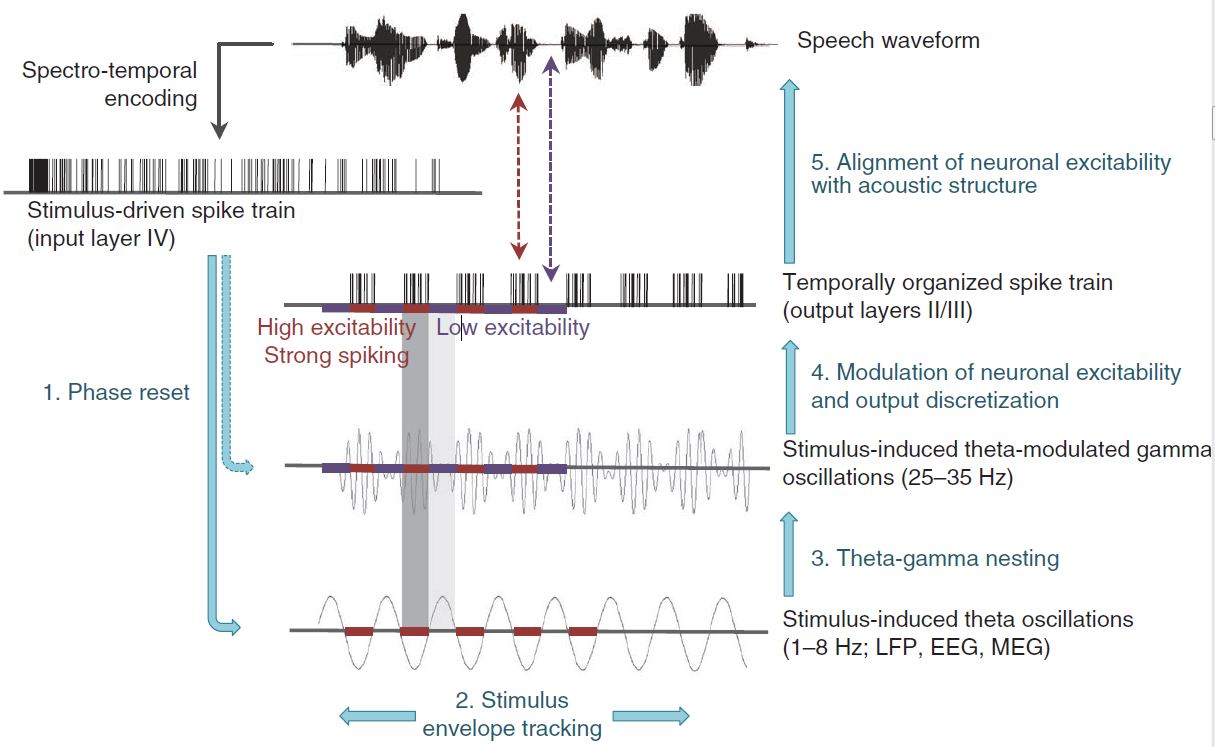 Speech waveform
Spectro-temporal
encoding
Stimulus-driven spike train
(input layer IV)
5. Alignment of neuronal excitability
with acoustic structure
Temporally organized spike train
(output layers II/III)
High excitability
Strong spiking
Low excitability
1. Phase reset
4. Modulation of neuronal excitability
and output discretization
Stimulus-induced theta-modulated gamma
oscillations (25–35 Hz)
3. Theta-gamma nesting
Stimulus-induced theta oscillations
(1–8 Hz; LFP, EEG, MEG)
2. Stimulus
envelope tracking